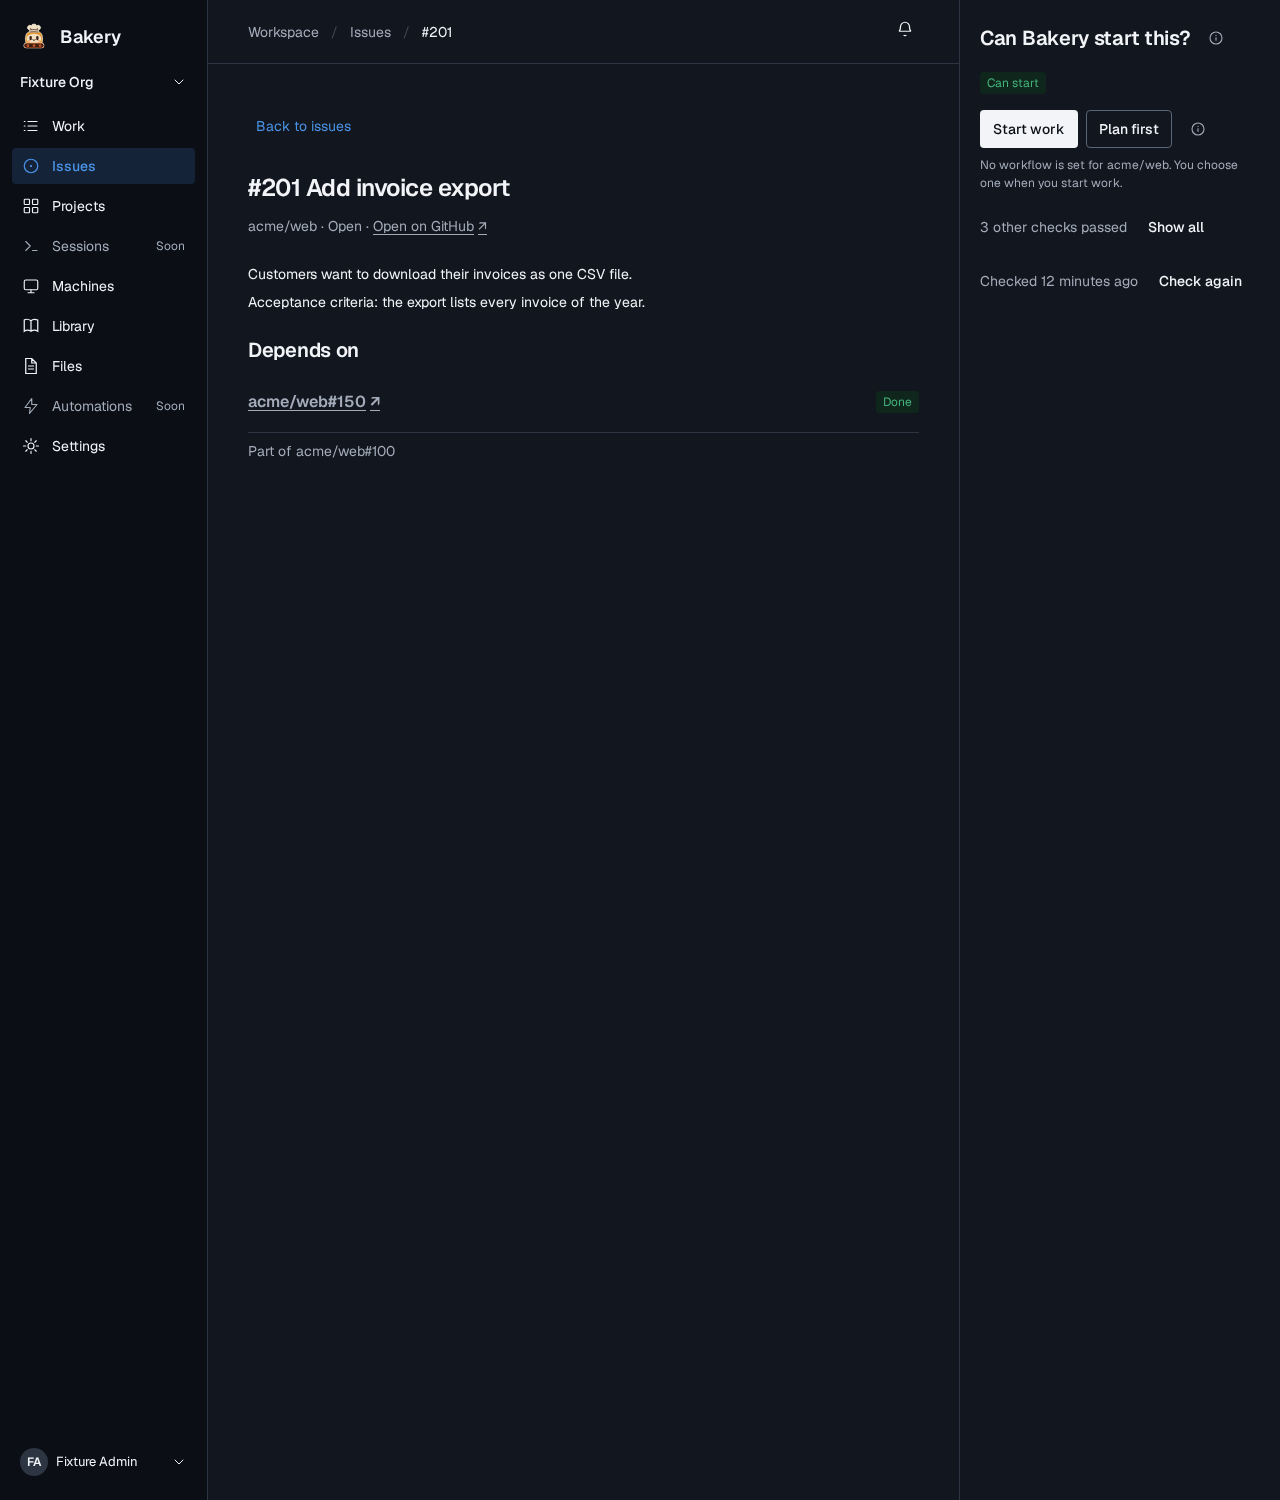 Bakery
Fixture Org
Work
Issues
Projects
Sessions Soon
Machines
Library
Files
Automations Soon
Settings
FA Fixture Admin
Workspace / Issues / #201
Back to issues
#201 Add invoice export
acme/web · Open · Open on GitHub ↗
Customers want to download their invoices as one CSV file.
Acceptance criteria: the export lists every invoice of the year.
Depends on
acme/web#150 ↗ Done
Part of acme/web#100
Can Bakery start this?
Can start
Start work Plan first
No workflow is set for acme/web. You choose
one when you start work.
3 other checks passed Show all
Checked 12 minutes ago Check again